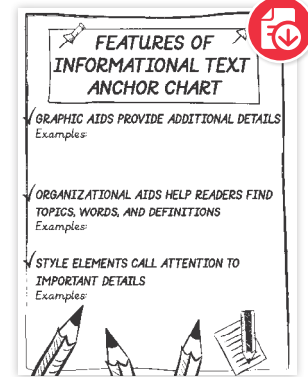 FEATURES OF
INFORMATIONAL TEXT
ANCHOR CHART
GRAPHIC AIDS PROVIDE ADDITIONAL DETAILS
Examples:
ORGANIZATIONAL AIDS HELP READERS FIND
TOPICS, WORDS, AND DEFINITIONS
Examples:
STYLE ELEMENTS CALL ATTENTION TO
IMPORTANT DETAILS
Examples: